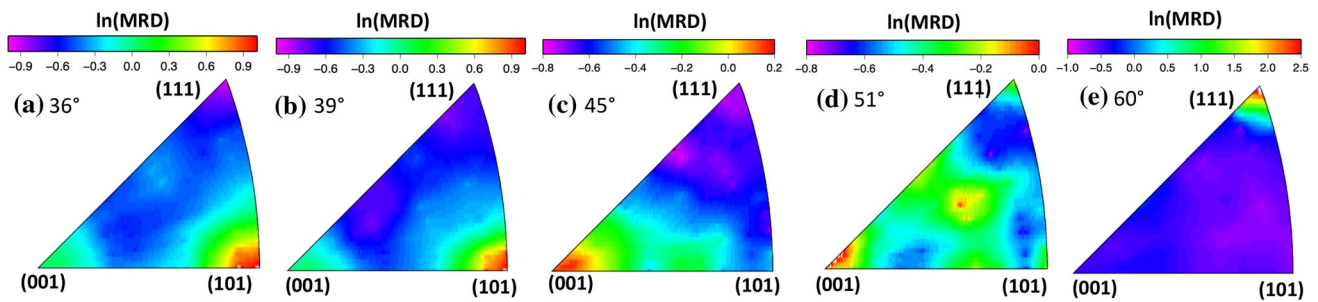 ln(MRD)
−0.9 −0.6 −0.3 0.0 0.3 0.6 0.9
(a) 36°
(111)
(001)
(101)
ln(MRD)
−0.9 −0.6 −0.3 0.0 0.3 0.6 0.9
(b) 39°
(111)
(001)
(101)
ln(MRD)
−0.8 −0.6 −0.4 −0.2 0.0 0.2
(c) 45°
(111)
(001)
(101)
ln(MRD)
−0.8 −0.6 −0.4 −0.2 0.0
(d) 51°
(111)
(001)
(101)
ln(MRD)
−1.0 −0.5 0.0 0.5 1.0 1.5 2.0 2.5
(e) 60°
(111)
(001)
(101)